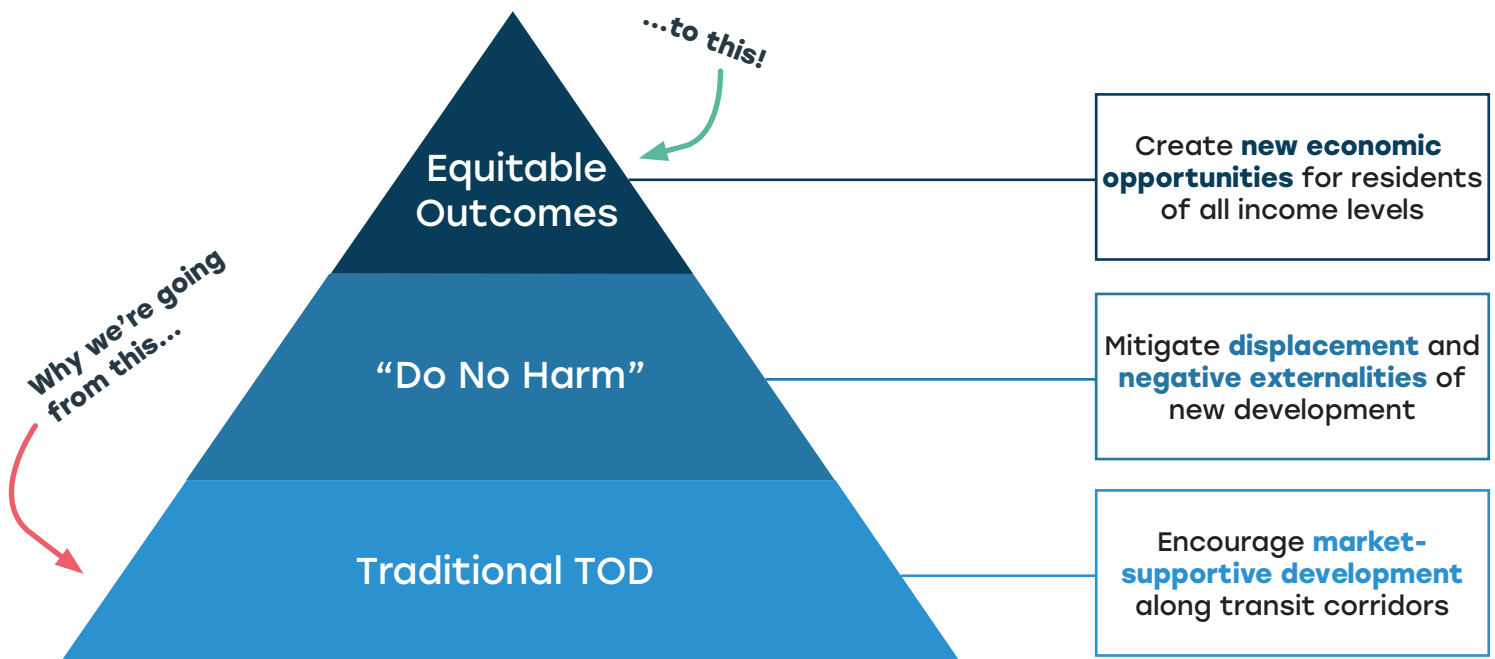 ...to this!
Equitable
Outcomes
Create new economic
opportunities for residents
of all income levels
Why we’re going
from this...
“Do No Harm”
Mitigate displacement and
negative externalities of
new development
Traditional TOD
Encourage market-
supportive development
along transit corridors